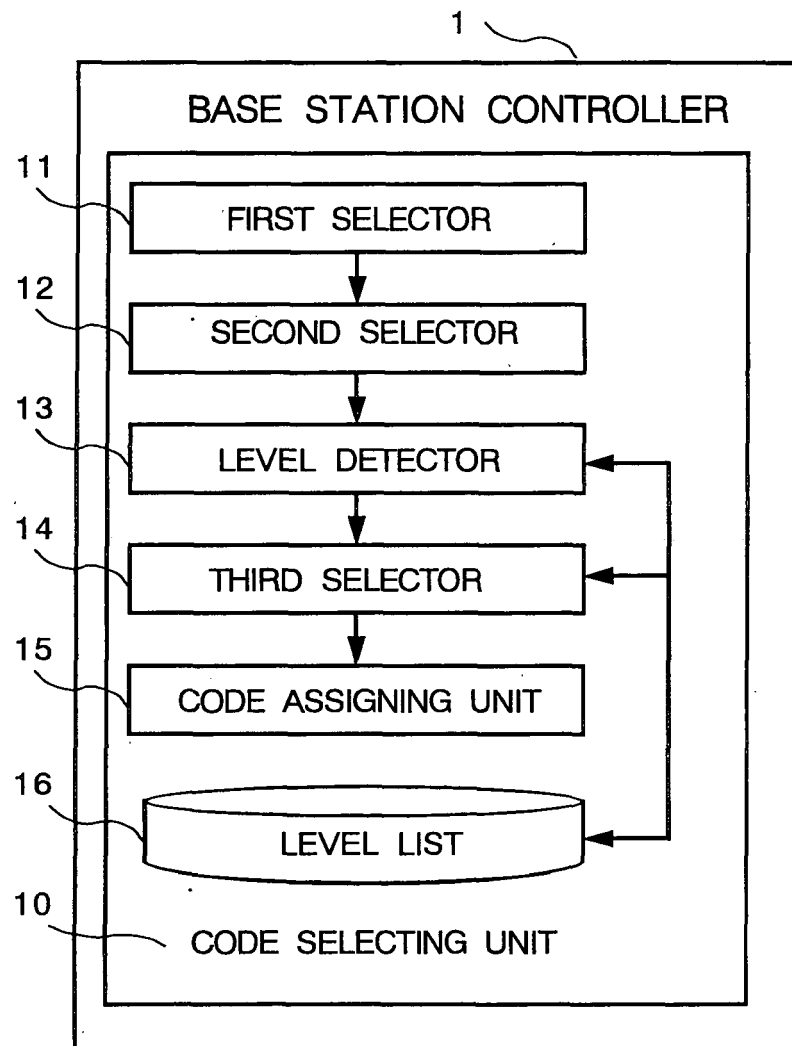 1
BASE STATION CONTROLLER
11
FIRST SELECTOR
12
SECOND SELECTOR
13
LEVEL DETECTOR
14
THIRD SELECTOR
15
CODE ASSIGNING UNIT
16
LEVEL LIST
10
CODE SELECTING UNIT